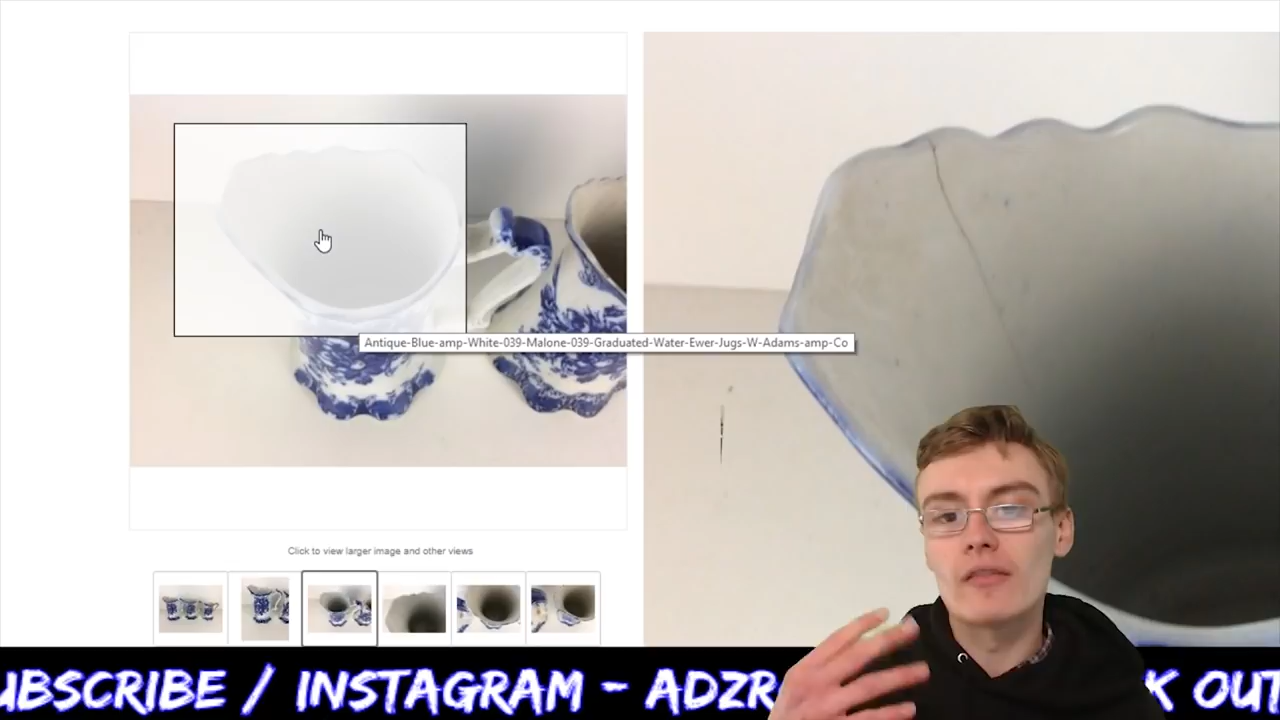 Antique-Blue-amp-White-039-Malone-039-Graduated-Water-Ewer-Jugs-W-Adams-amp-Co
Click to view larger image and other views
UBSCRIBE / INSTAGRAM - ADZR K OUT